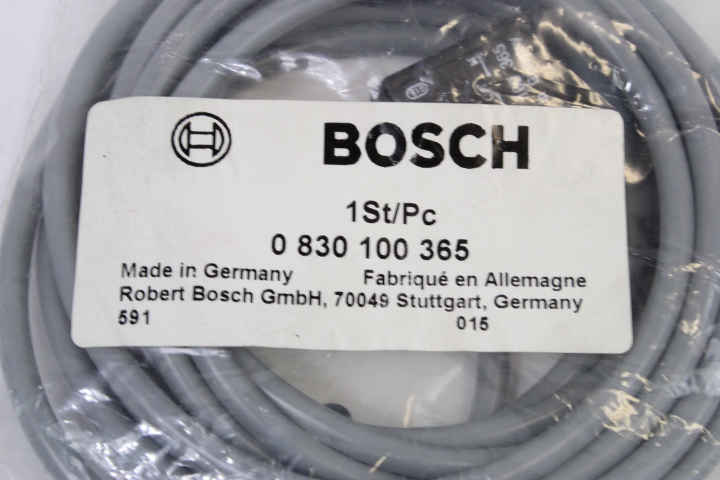 BOSCH
1St/Pc
0 830 100 365
Made in Germany Fabriqué en Allemagne
Robert Bosch GmbH, 70049 Stuttgart, Germany
591 015
365